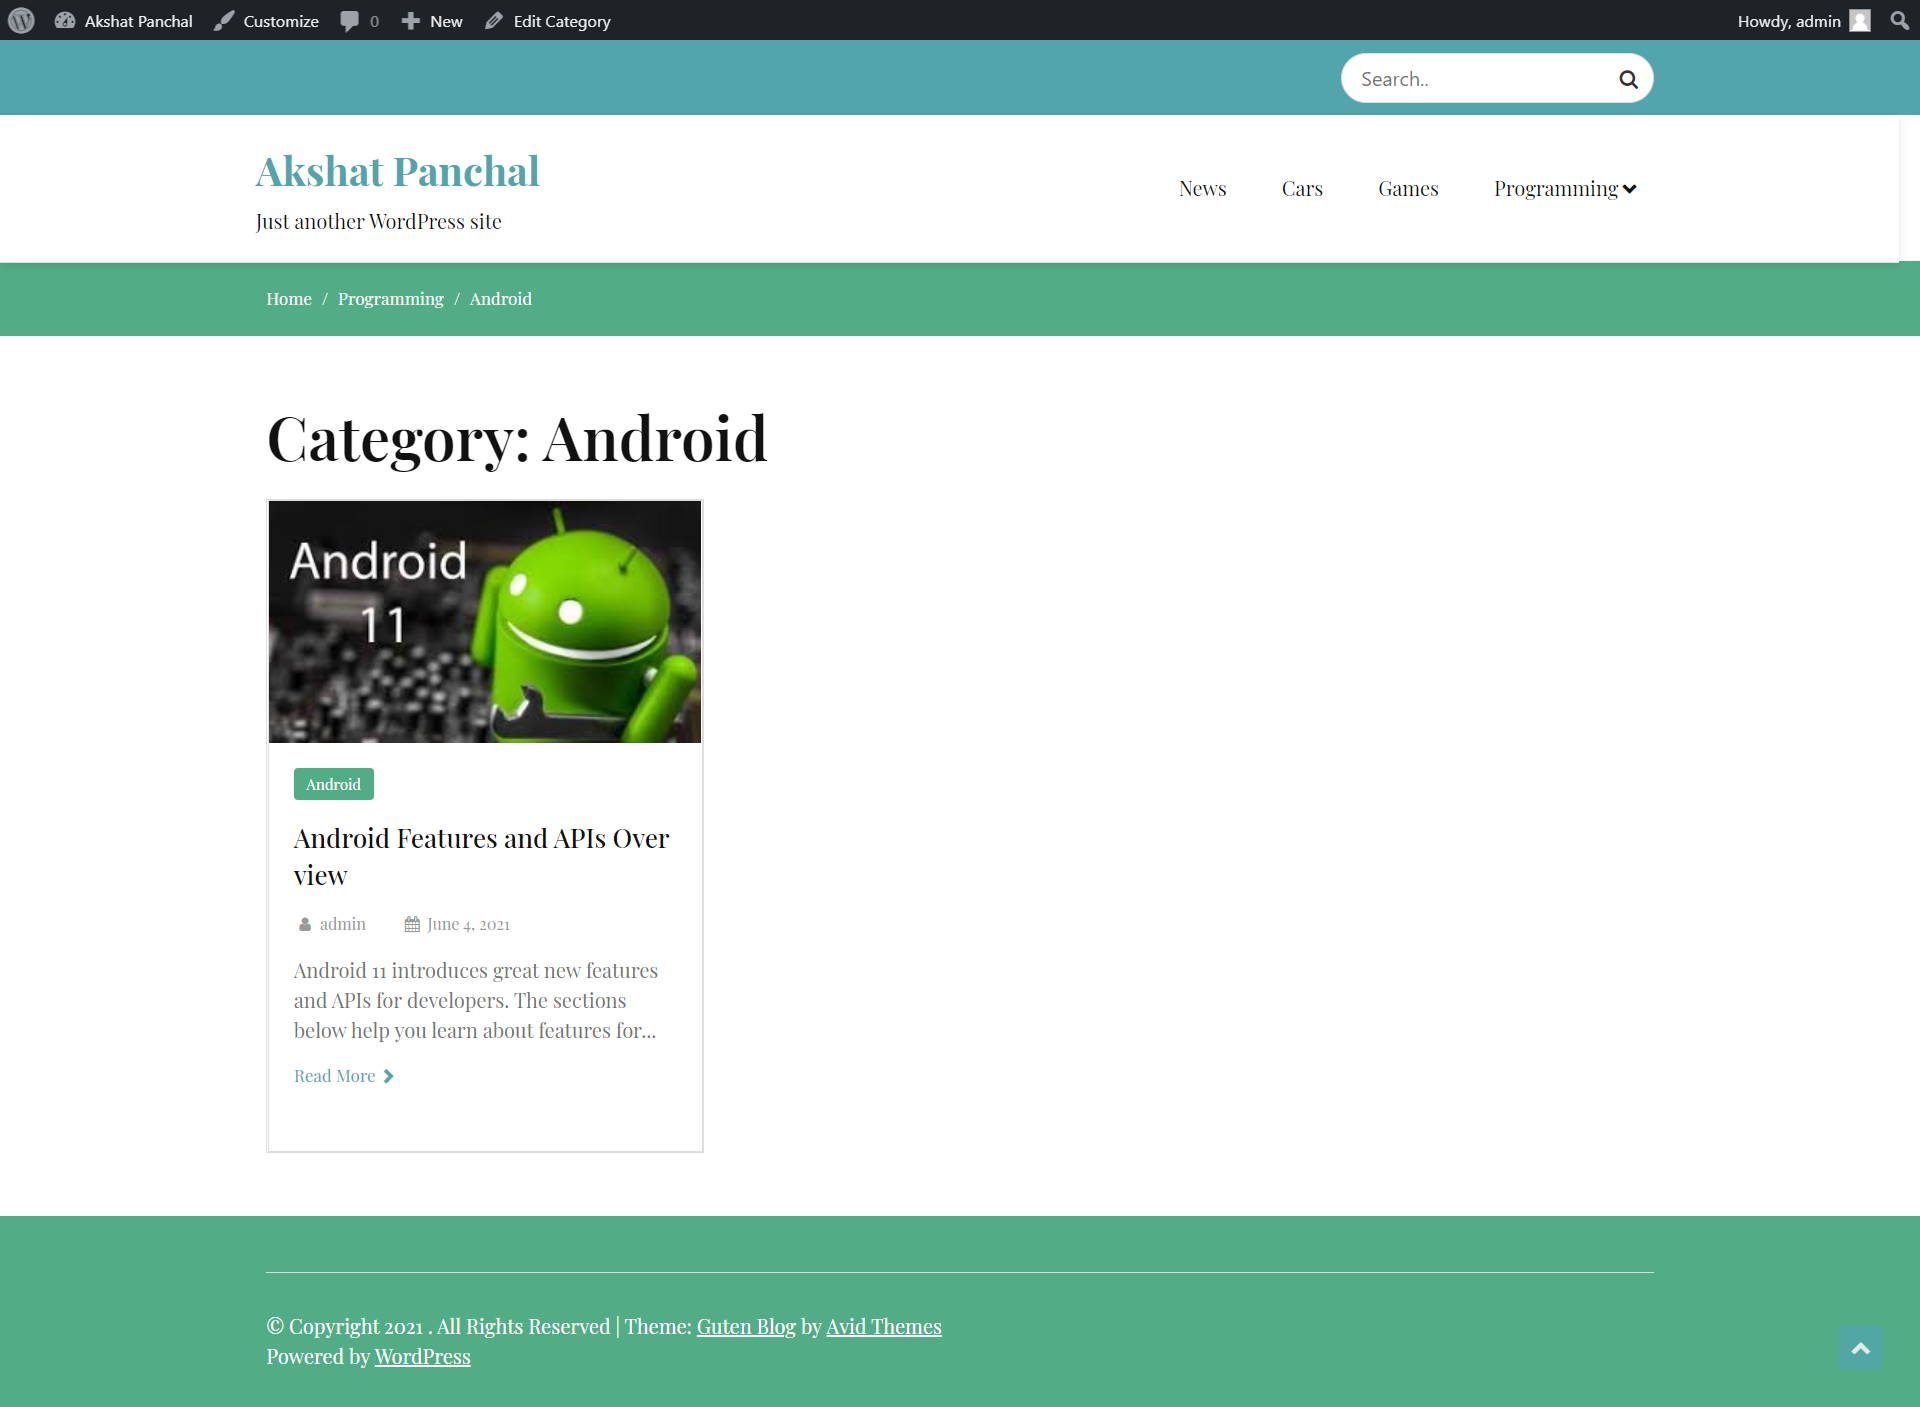 Akshat Panchal Customize 0 New Edit Category Howdy, admin
Search..
Akshat Panchal
Just another WordPress site
News Cars Games Programming
Home / Programming / Android
Category: Android
Android
11
Android
Android Features and APIs Over
view
admin June 4, 2021
Android 11 introduces great new features
and APIs for developers. The sections
below help you learn about features for...
Read More
© Copyright 2021 . All Rights Reserved | Theme: Guten Blog by Avid Themes
Powered by WordPress